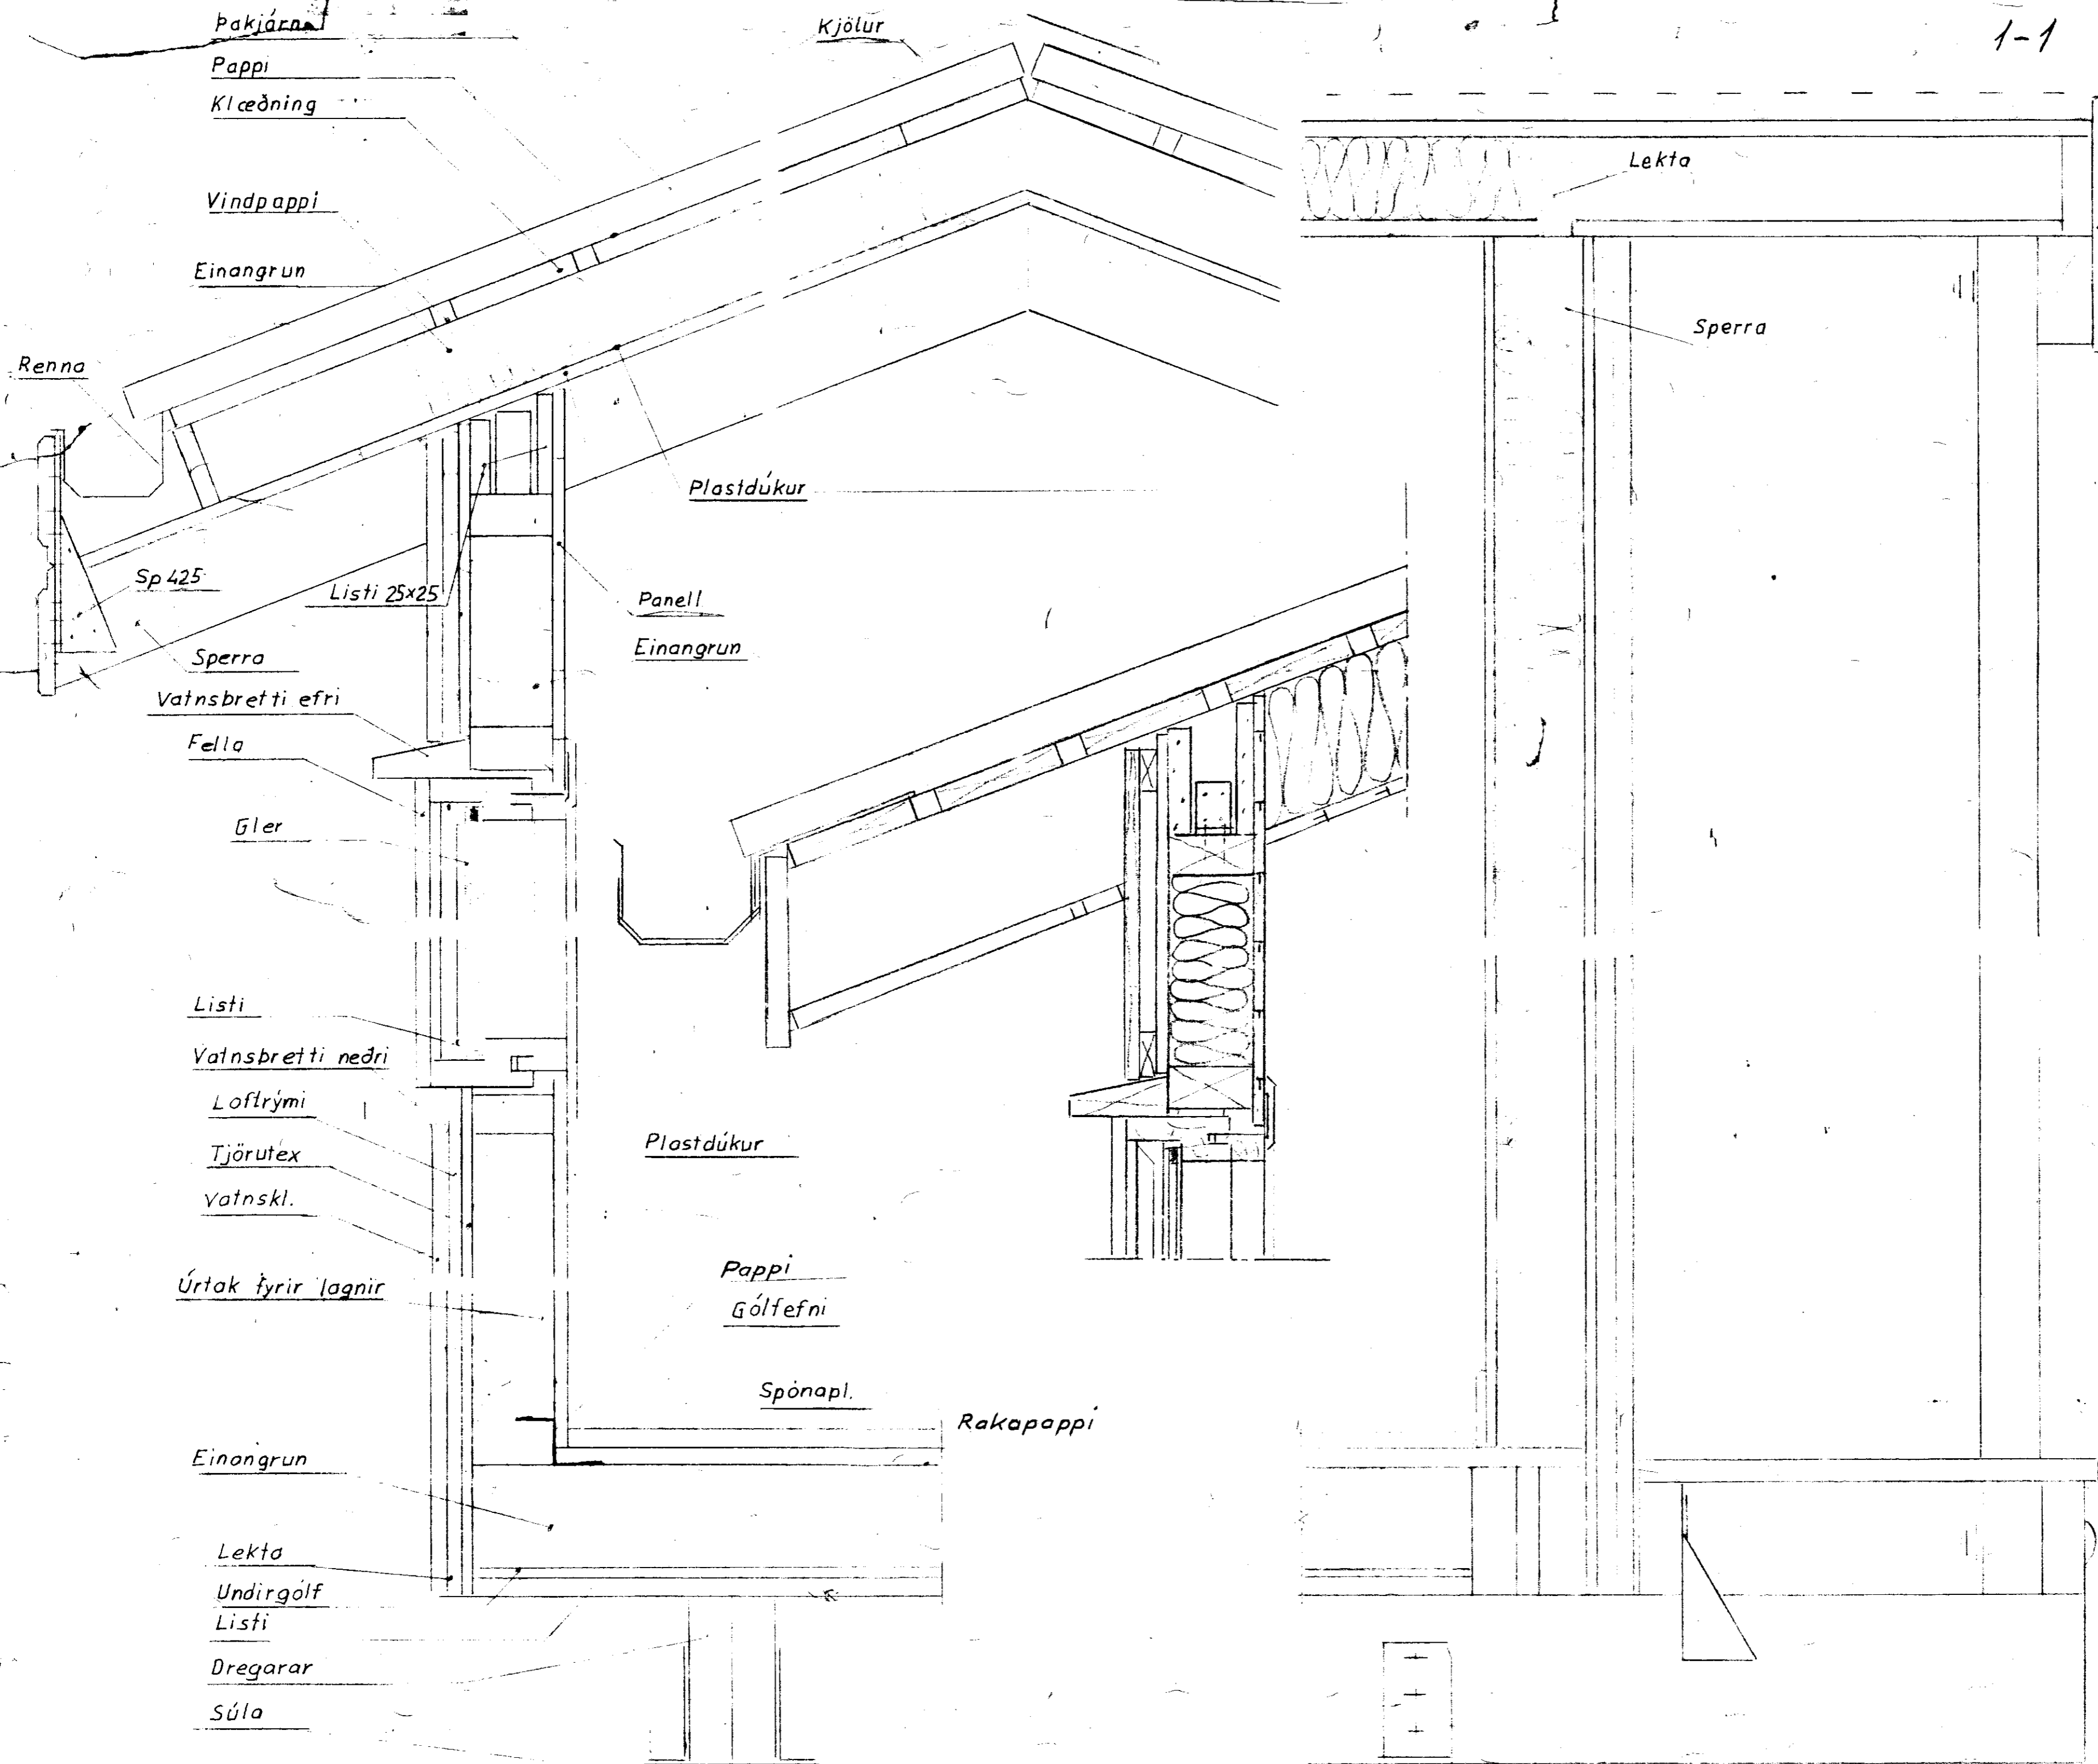 Þakjárn
Kjölur
1-1
Pappi
Klæðning
Lekta
Vindpappi
Einangrun
Sperra
Renna
Plastdúkur
Sp 425
Listi 25x25
Panell
Einangrun
Sperra
Vatnsbretti efri
Fella
Gler
Listi
Vatnsbretti neðri
Loftrými
Tjörutex
Plastdúkur
Vatnskl.
Úrtak fyrir lagnir
Pappi
Gólfefni
Spónapl.
Rakapappi
Einangrun
Lekta
Undirgólf
Listi
Dregarar
Súla